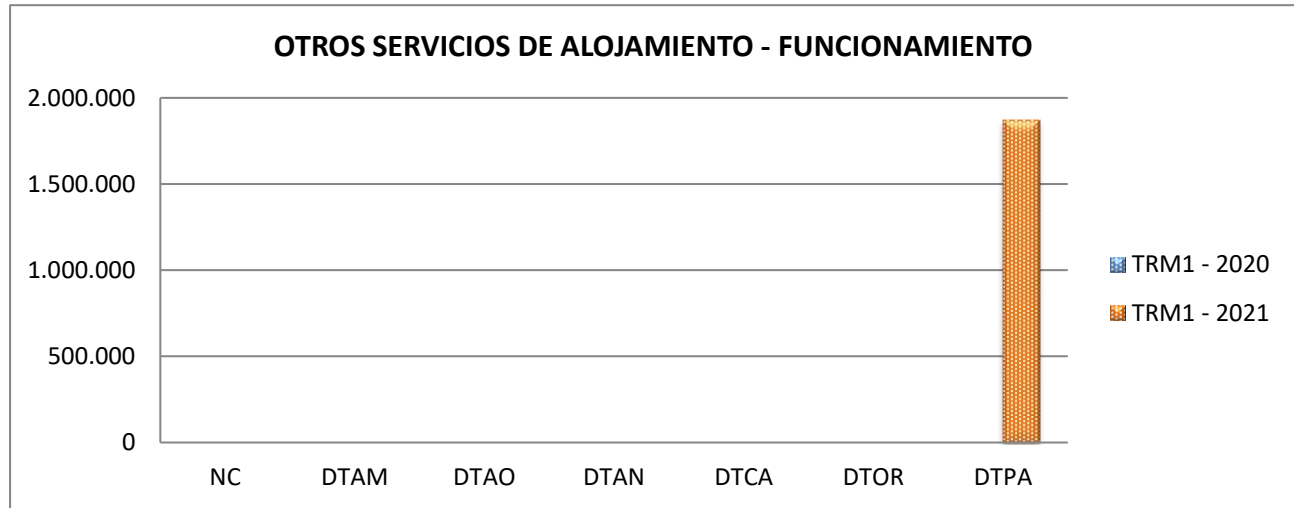 OTROS SERVICIOS DE ALOJAMIENTO - FUNCIONAMIENTO
2.000.000
1.500.000
1.000.000
500.000
0
NC DTAM DTAO DTAN DTCA DTOR DTPA
TRM1 - 2020
TRM1 - 2021